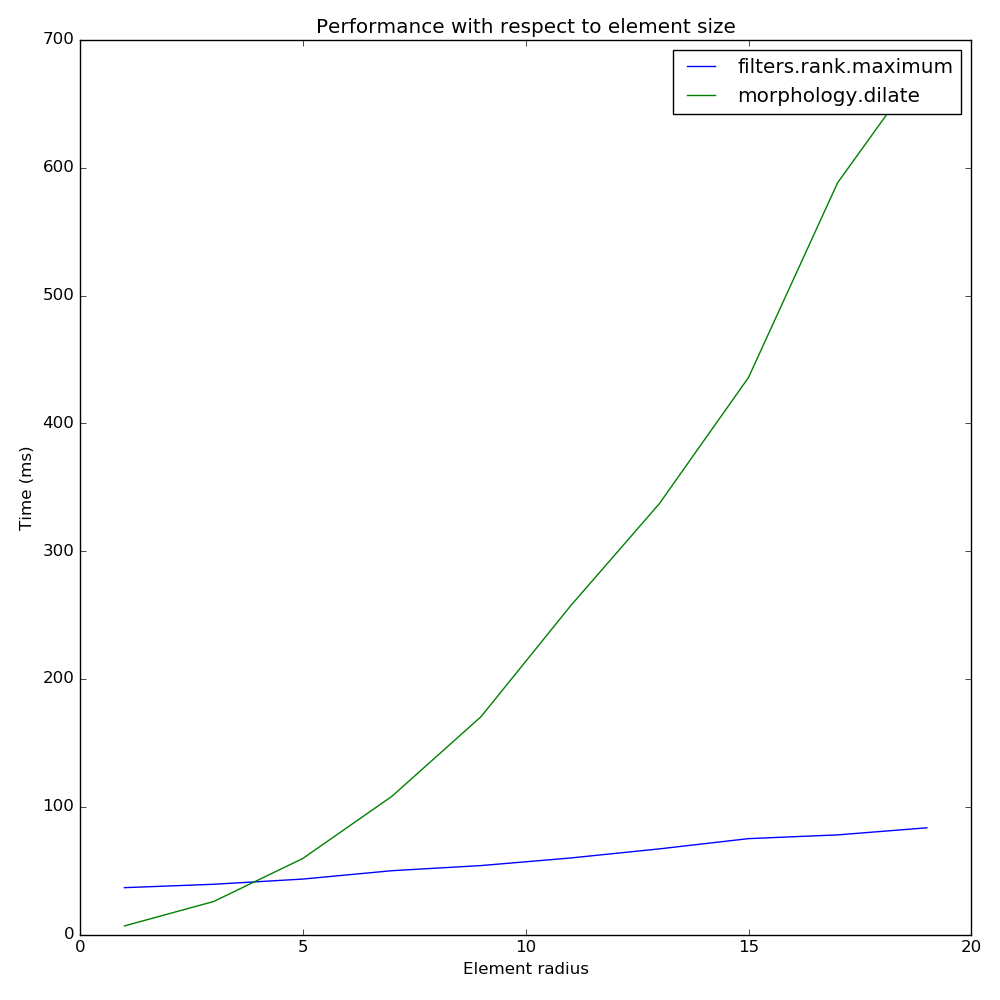 Performance with respect to element size
filters.rank.maximum
morphology.dilate
700
600
500
400
300
200
100
0
Time (ms)
0 5 10 15 20
Element radius